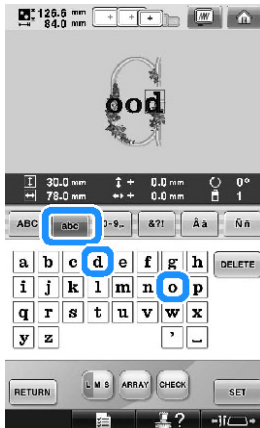 126.6 mm
84.0 mm
ood
30.0 mm 0.0 mm 0°
78.0 mm 0.0 mm 1
ABC abc 0-9.. &?! Āä Ññ
a b c d e f g h DELETE
i j k l m n o p
q r s t u v w x
y z ' _
RETURN L M S ARRAY CHECK SET
?